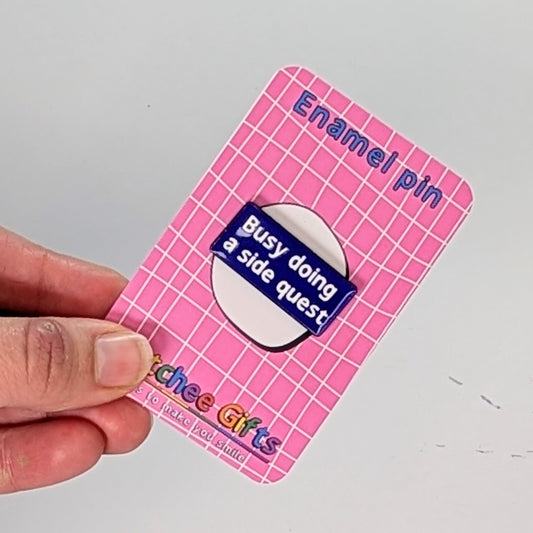 Enamel pin
Busy doing
a side quest
tchee Gifts
s to make you smile